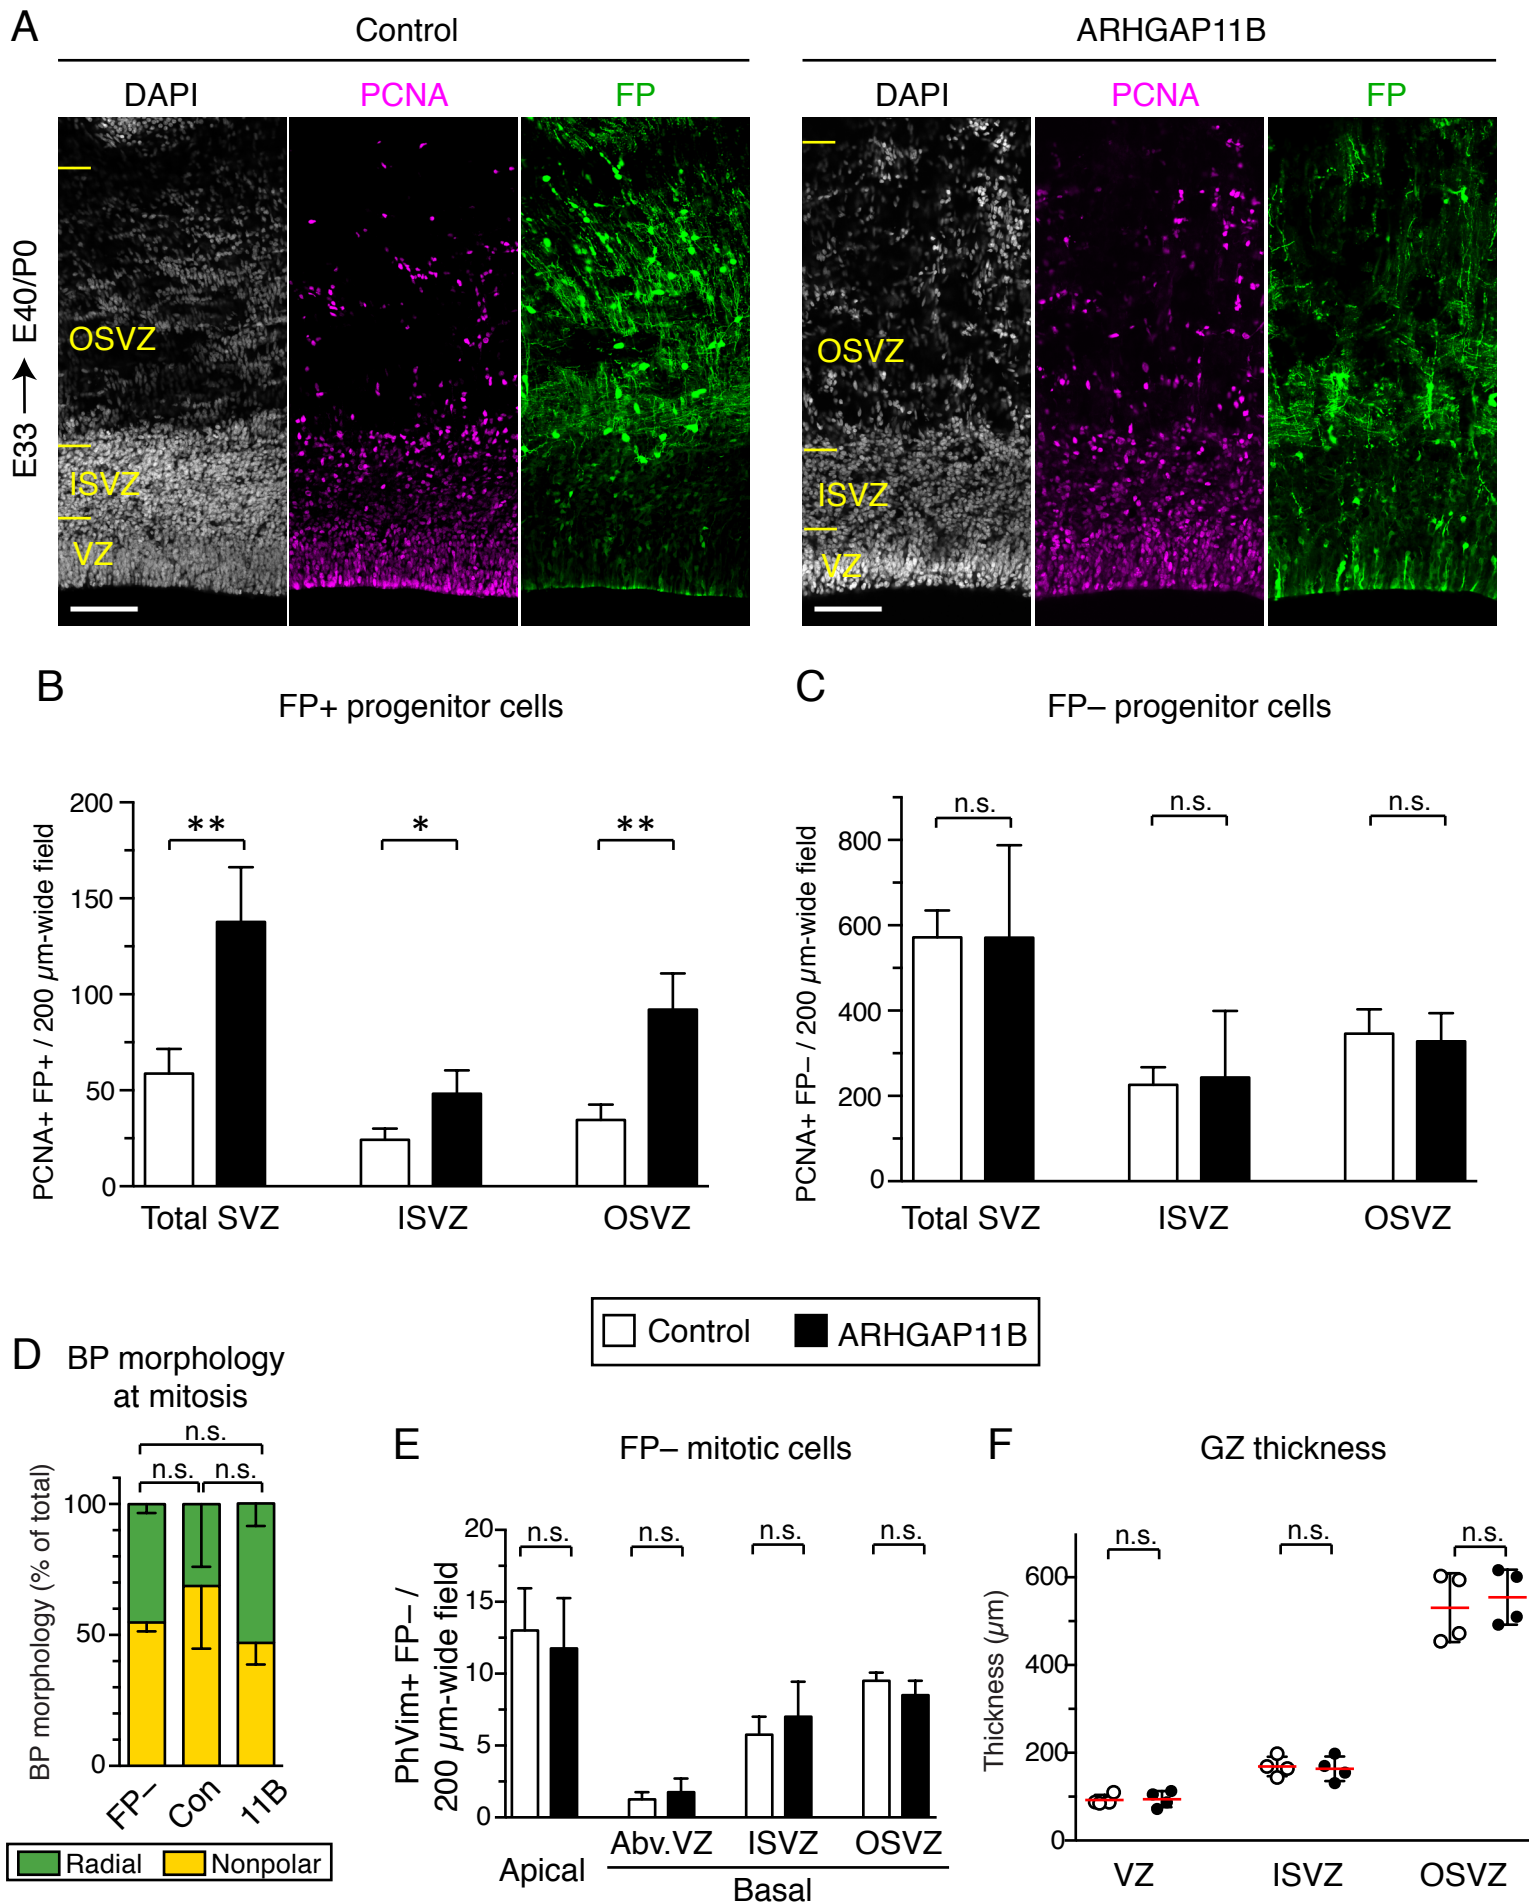 A
Control
ARHGAP11B
DAPI
PCNA
FP
DAPI
PCNA
FP
E33 → E40/P0
OSVZ
ISVZ
VZ
OSVZ
ISVZ
VZ
B
FP+ progenitor cells
PCNA+ FP+ / 200 µm-wide field
200
150
100
50
0
**
*
**
Total SVZ
ISVZ
OSVZ
C
FP– progenitor cells
PCNA+ FP– / 200 µm-wide field
800
600
400
200
0
n.s.
n.s.
n.s.
Total SVZ
ISVZ
OSVZ
Control
ARHGAP11B
D
BP morphology
at mitosis
BP morphology (% of total)
100
50
0
n.s.
n.s.
n.s.
FP–
Con
11B
Radial
Nonpolar
E
FP– mitotic cells
PhVim+ FP– /
200 µm-wide field
20
15
10
5
0
n.s.
n.s.
n.s.
n.s.
Apical
Abv.VZ
ISVZ
OSVZ
Basal
F
GZ thickness
Thickness (µm)
600
400
200
0
n.s.
n.s.
n.s.
VZ
ISVZ
OSVZ